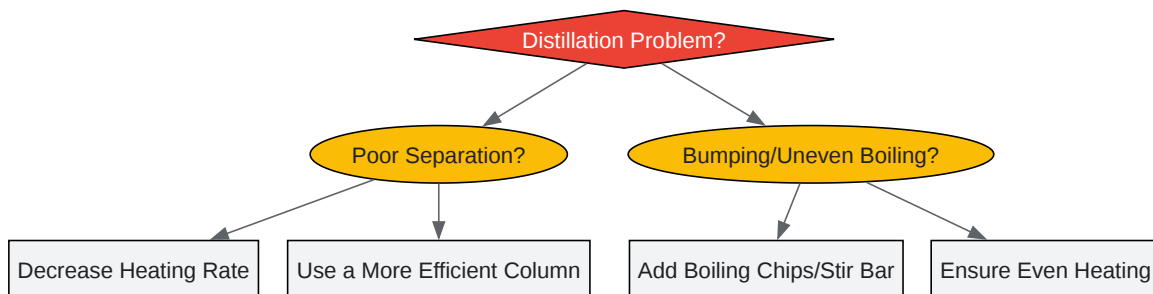 Distillation Problem?
Poor Separation?
Bumping/Uneven Boiling?
Decrease Heating Rate
Use a More Efficient Column
Add Boiling Chips/Stir Bar
Ensure Even Heating